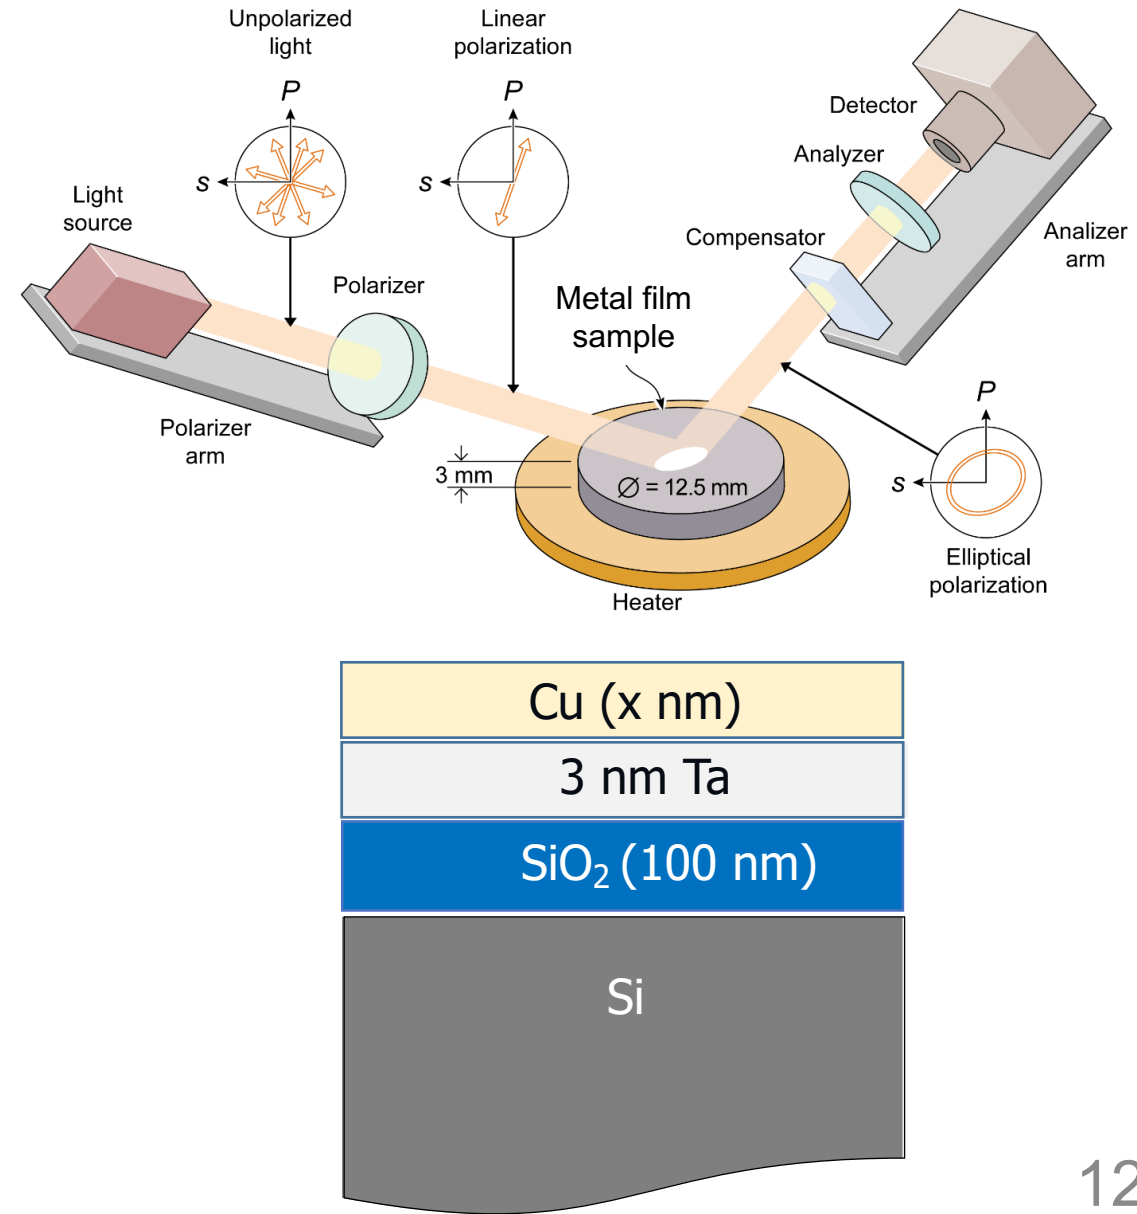 Unpolarized
light
Linear
polarization
P
P
s
s
Light
source
Polarizer
Polarizer
arm
Detector
Analyzer
Compensator
Analizer
arm
Metal film
sample
3 mm
Ø = 12.5 mm
Heater
P
s
Elliptical
polarization
Cu (x nm)
3 nm Ta
SiO₂ (100 nm)
Si
12